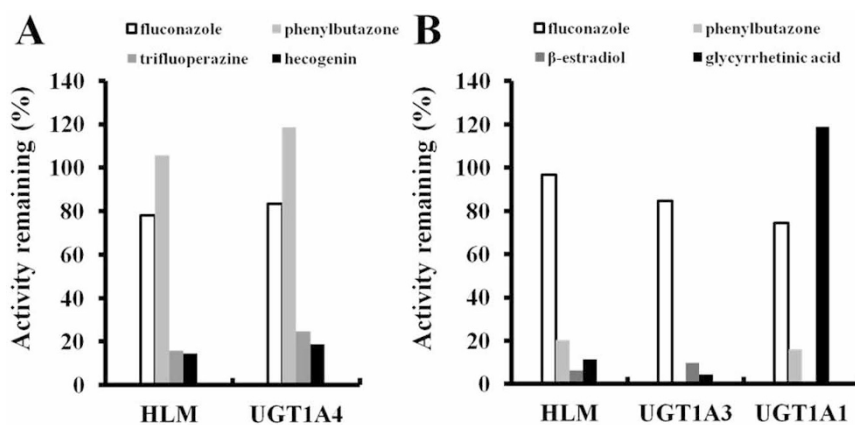 A
fluconazole phenylbutazone
trifluoperazine hecogenin
Activity remaining (%)
140
120
100
80
60
40
20
0
HLM UGT1A4
B
fluconazole phenylbutazone
β-estradiol glycyrrhetinic acid
Activity remaining (%)
140
120
100
80
60
40
20
0
HLM UGT1A3 UGT1A1